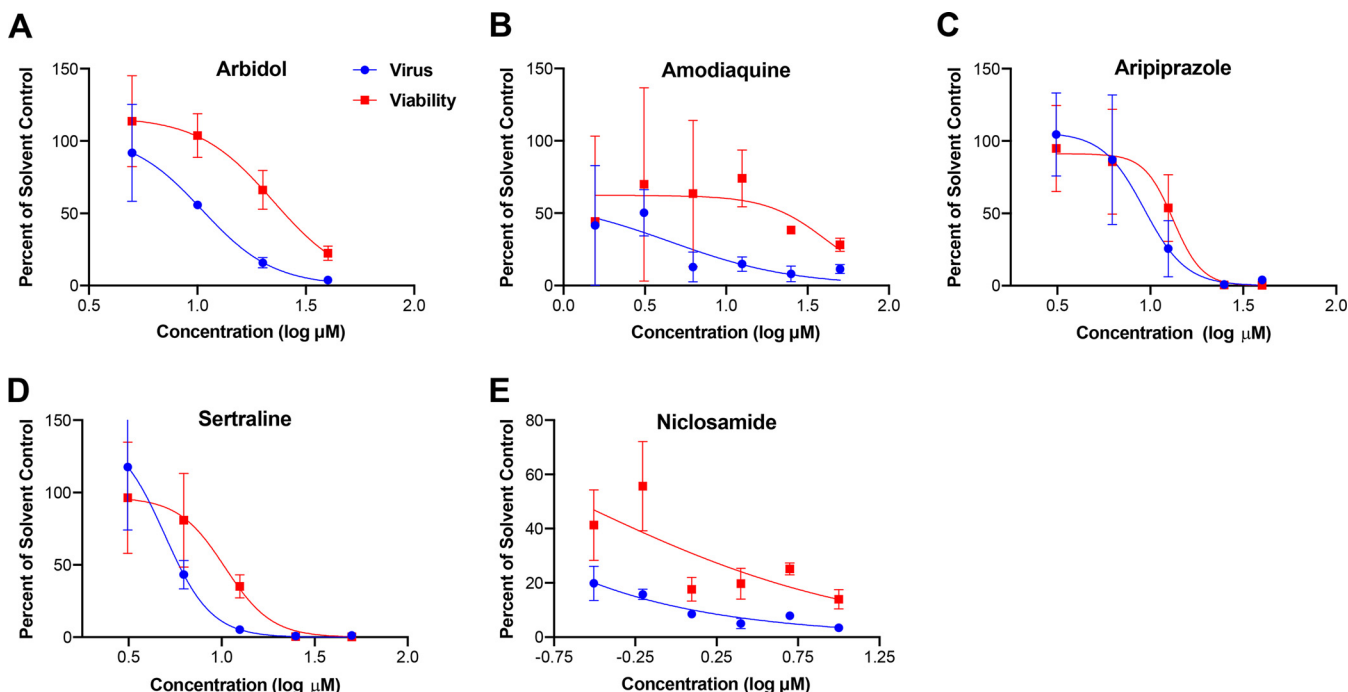 A
Arbidol
Virus
Viability
Percent of Solvent Control
150
100
50
0
0.5 1.0 1.5 2.0
Concentration (log µM)
B
Amodiaquine
Percent of Solvent Control
150
100
50
0
0.0 0.5 1.0 1.5 2.0
Concentration (log µM)
C
Aripiprazole
Percent of Solvent Control
150
100
50
0
0.5 1.0 1.5 2.0
Concentration (log µM)
D
Sertraline
Percent of Solvent Control
150
100
50
0
0.5 1.0 1.5 2.0
Concentration (log µM)
E
Niclosamide
Percent of Solvent Control
80
60
40
20
0
-0.75 -0.25 0.25 0.75 1.25
Concentration (log µM)